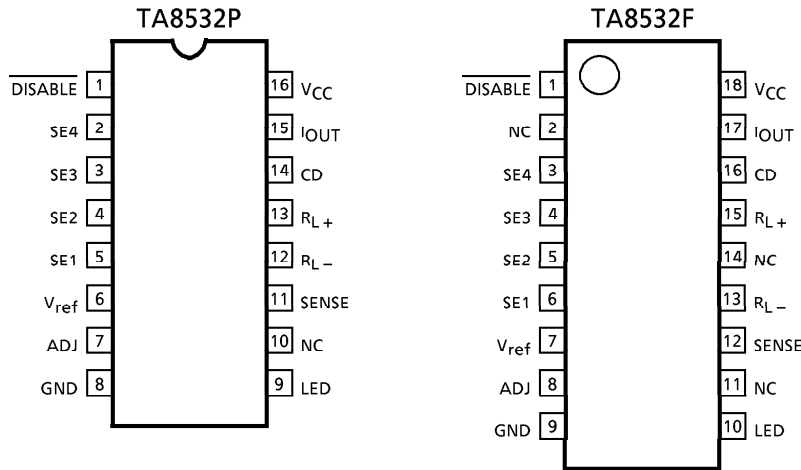 TA8532P
DISABLE 1 16 VCC
SE4 2 15 IOUT
SE3 3 14 CD
SE2 4 13 RL+
SE1 5 12 RL−
Vref 6 11 SENSE
ADJ 7 10 NC
GND 8 9 LED
TA8532F
DISABLE 1 18 VCC
NC 2 17 IOUT
SE4 3 16 CD
SE3 4 15 RL+
SE2 5 14 NC
SE1 6 13 RL−
Vref 7 12 SENSE
ADJ 8 11 NC
GND 9 10 LED